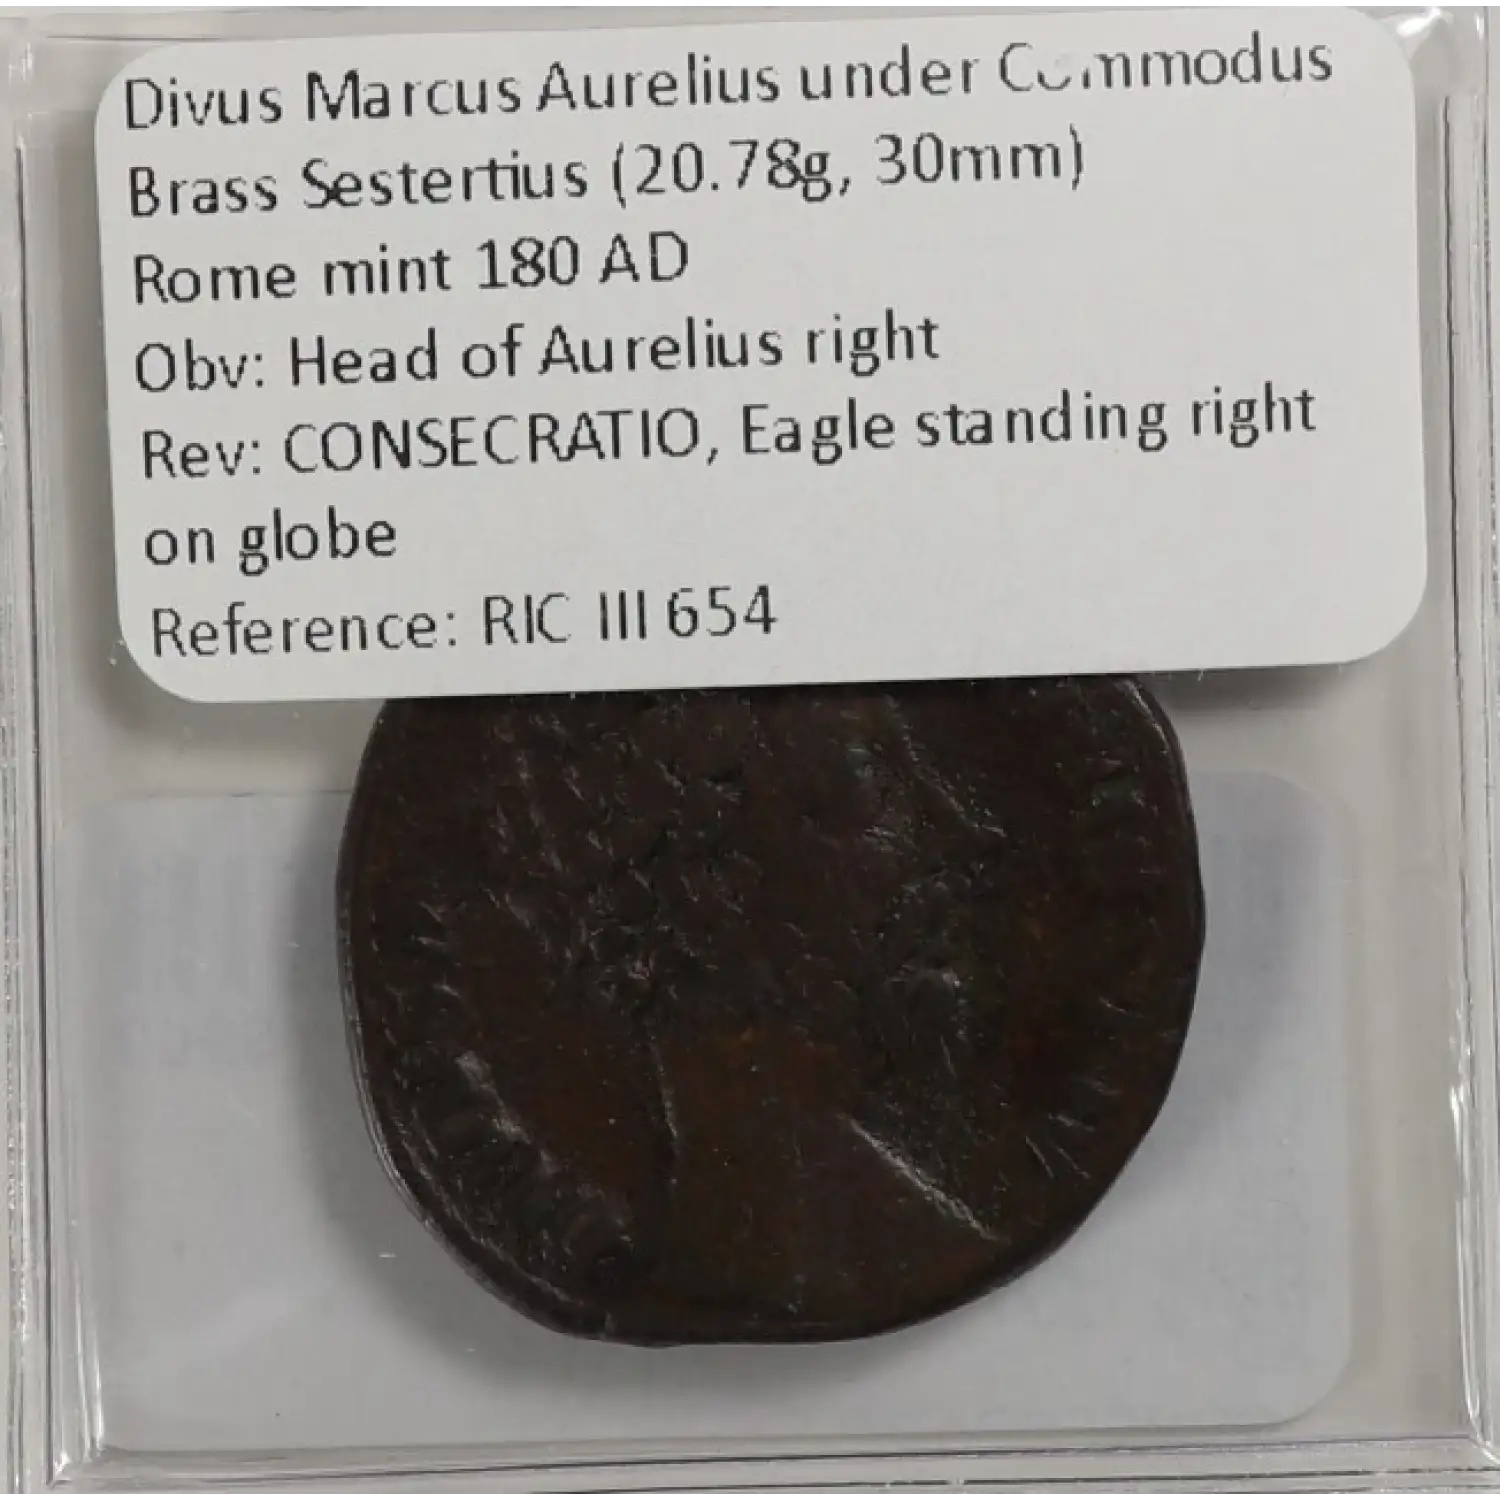 Divus Marcus Aurelius under Commodus
Brass Sestertius (20.78g, 30mm)
Rome mint 180 AD
Obv: Head of Aurelius right
Rev: CONSECRATIO, Eagle standing right
on globe
Reference: RIC III 654